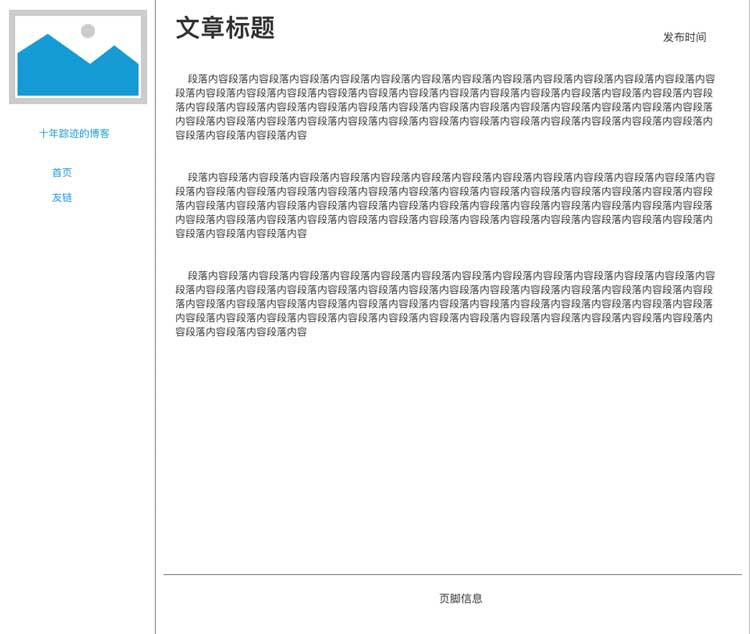 十年踪迹的博客
首页
友链
文章标题
发布时间
段落内容段落内容段落内容段落内容段落内容段落内容段落内容段落内容段落内容段落内容段落内容段落内容段落内容
段落内容段落内容段落内容段落内容段落内容段落内容段落内容段落内容段落内容段落内容段落内容段落内容段落内容段
落内容段落内容段落内容段落内容段落内容段落内容段落内容段落内容段落内容段落内容段落内容段落内容段落内容段落
内容段落内容段落内容段落内容段落内容段落内容段落内容段落内容段落内容段落内容段落内容段落内容段落内容段落内
容段落内容段落内容段落内容
段落内容段落内容段落内容段落内容段落内容段落内容段落内容段落内容段落内容段落内容段落内容段落内容段落内容
段落内容段落内容段落内容段落内容段落内容段落内容段落内容段落内容段落内容段落内容段落内容段落内容段落内容段
落内容段落内容段落内容段落内容段落内容段落内容段落内容段落内容段落内容段落内容段落内容段落内容段落内容段落
内容段落内容段落内容段落内容段落内容段落内容段落内容段落内容段落内容段落内容段落内容段落内容段落内容段落内
容段落内容段落内容段落内容
段落内容段落内容段落内容段落内容段落内容段落内容段落内容段落内容段落内容段落内容段落内容段落内容段落内容
段落内容段落内容段落内容段落内容段落内容段落内容段落内容段落内容段落内容段落内容段落内容段落内容段落内容段
落内容段落内容段落内容段落内容段落内容段落内容段落内容段落内容段落内容段落内容段落内容段落内容段落内容段落
内容段落内容段落内容段落内容段落内容段落内容段落内容段落内容段落内容段落内容段落内容段落内容段落内容段落内
容段落内容段落内容段落内容
页脚信息